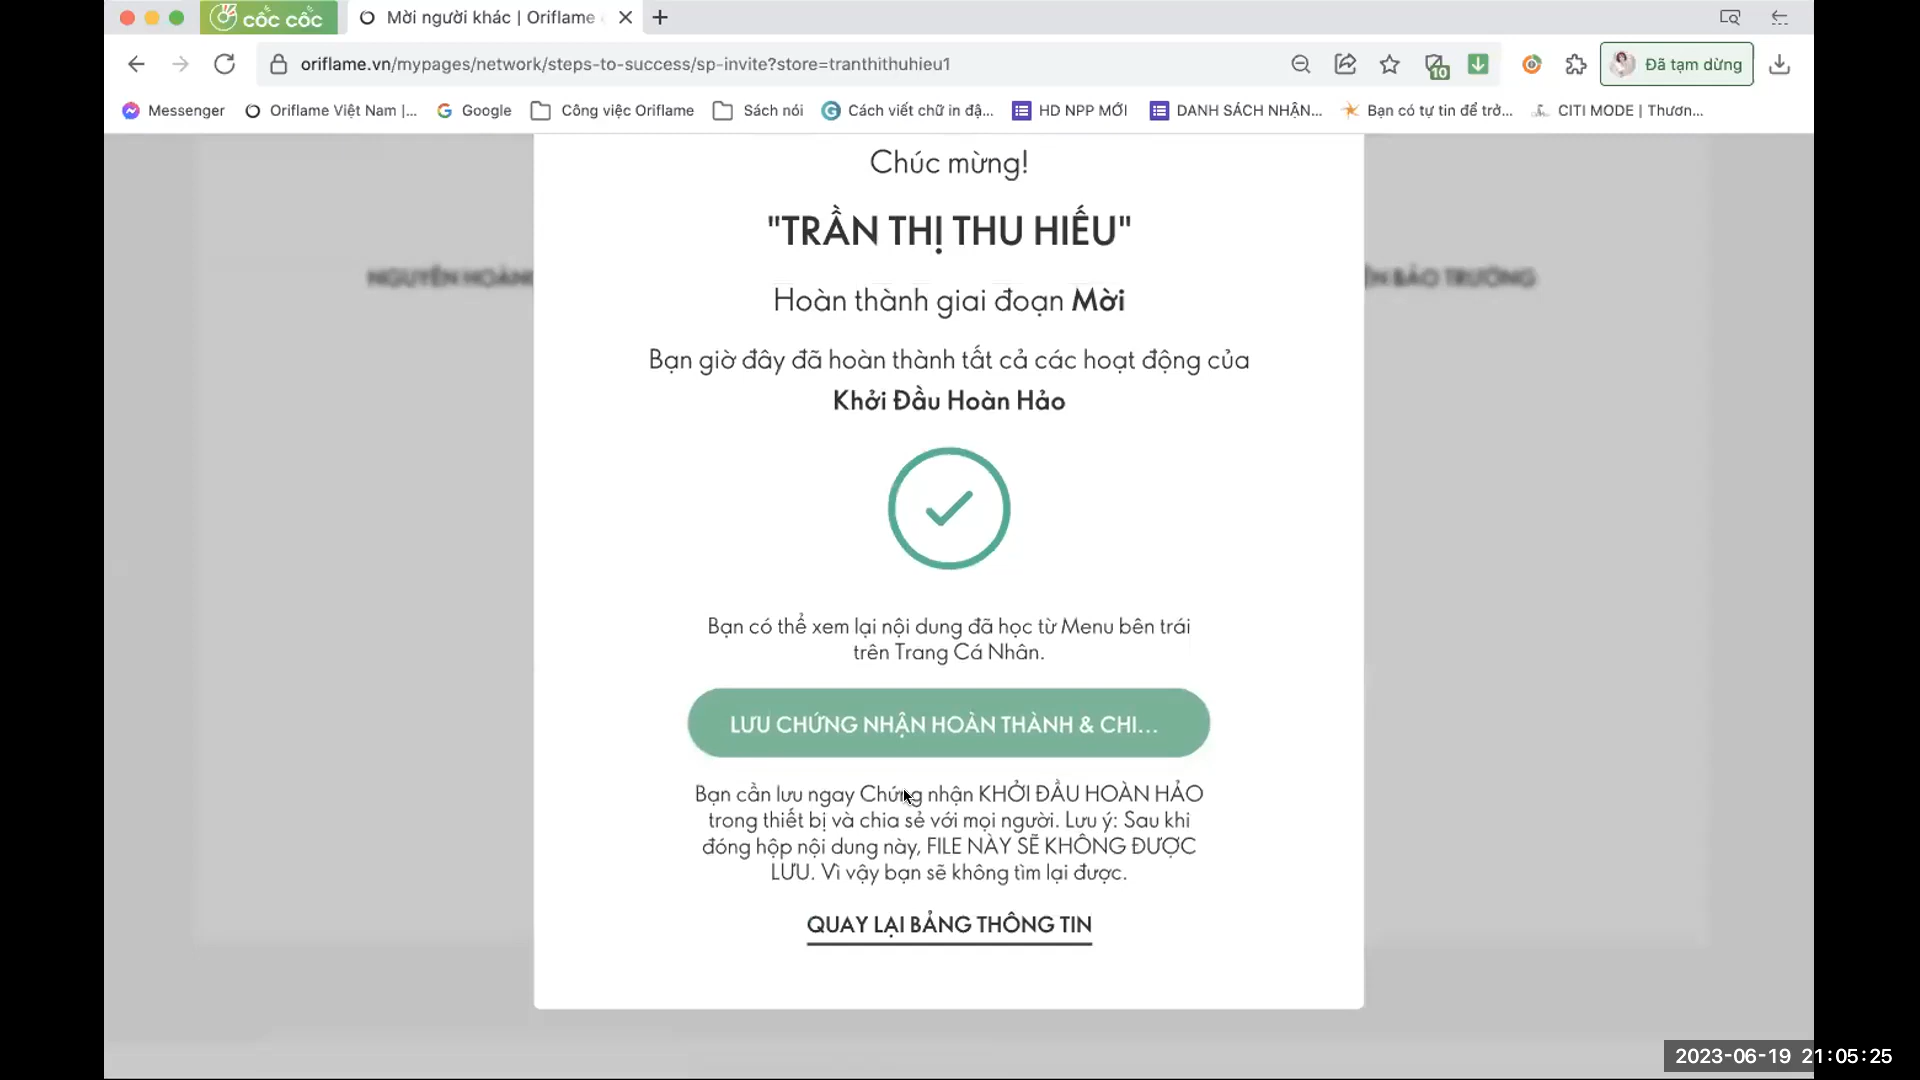 cốc cốc
Mời người khác | Oriflame
oriflame.vn/mypages/network/steps-to-success/sp-invite?store=tranthithuhieu1
10
Đã tạm dừng
Messenger
Oriflame Việt Nam |...
Google
Công việc Oriflame
Sách nói
Cách viết chữ in đậ...
HD NPP MỚI
DANH SÁCH NHẬN...
Bạn có tự tin để trở...
CITI MODE | Thươn...
Chúc mừng!
"TRẦN THỊ THU HIẾU"
NGUYỄN HOÀNG
ÊN BẢO TRƯỜNG
Hoàn thành giai đoạn Mời
Bạn giờ đây đã hoàn thành tất cả các hoạt động của
Khởi Đầu Hoàn Hảo
Bạn có thể xem lại nội dung đã học từ Menu bên trái
trên Trang Cá Nhân.
LƯU CHỨNG NHẬN HOÀN THÀNH & CHI...
Bạn cần lưu ngay Chứng nhận KHỞI ĐẦU HOÀN HẢO
trong thiết bị và chia sẻ với mọi người. Lưu ý: Sau khi
đóng hộp nội dung này, FILE NÀY SẼ KHÔNG ĐƯỢC
LƯU. Vì vậy bạn sẽ không tìm lại được.
QUAY LẠI BẢNG THÔNG TIN
2023-06-19 21:05:25